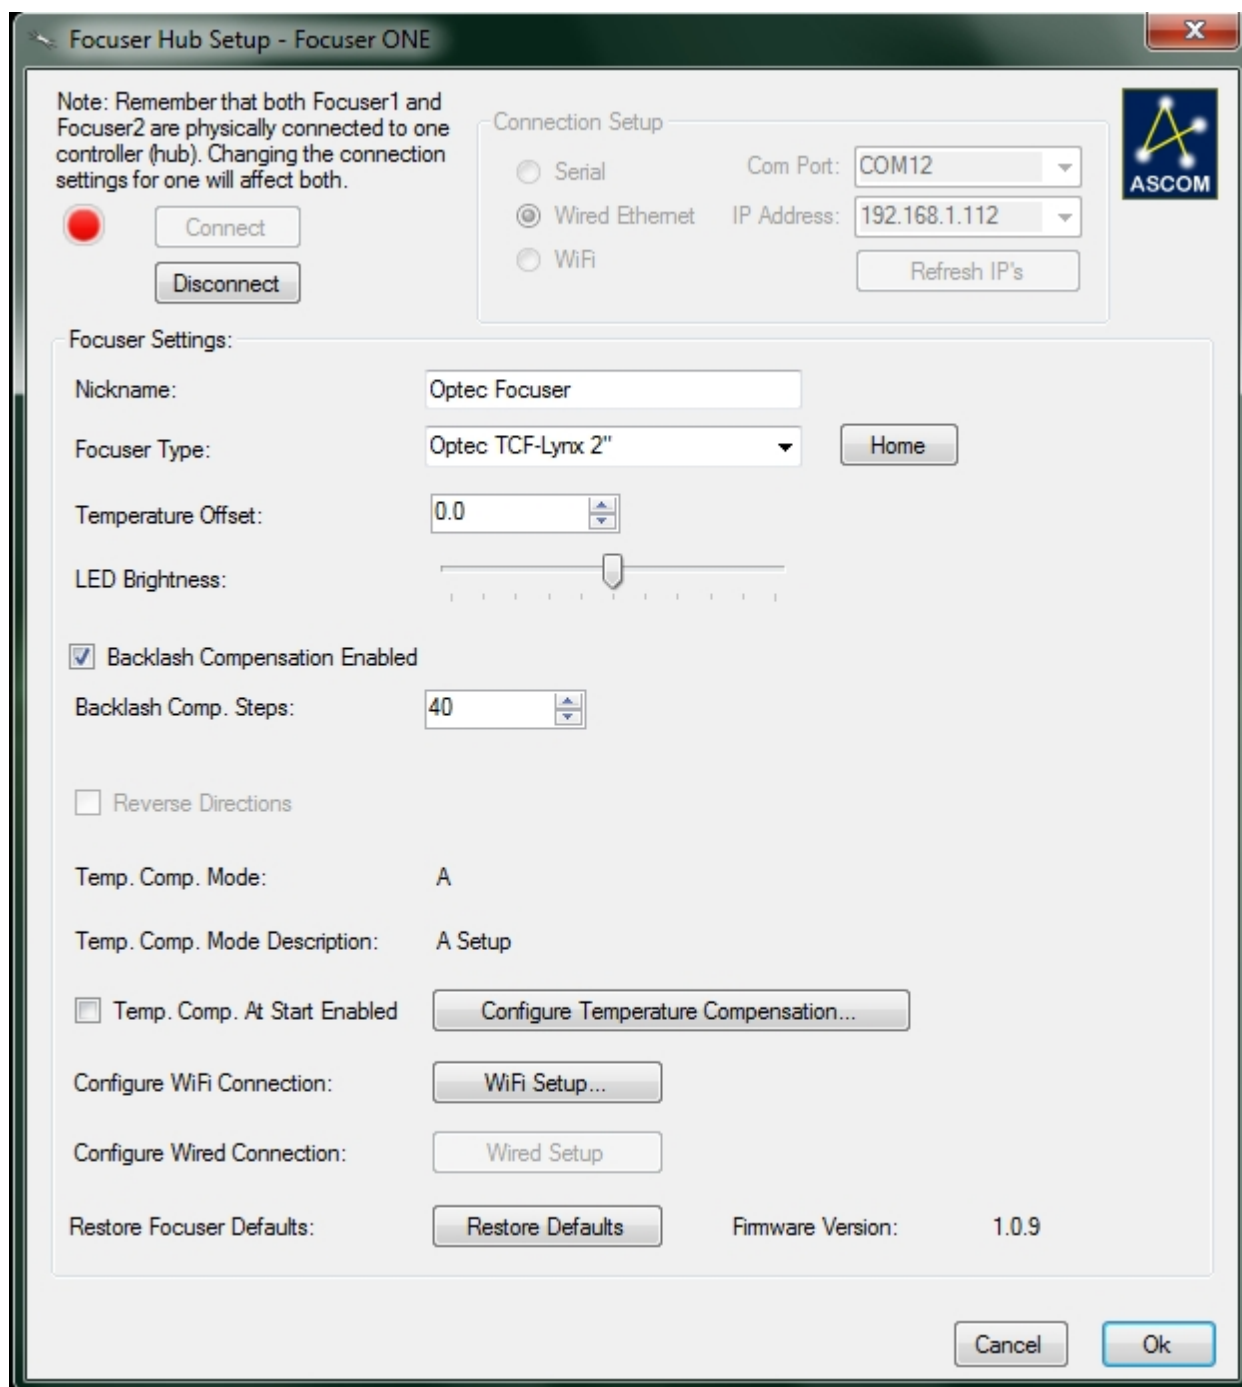 Focuser Hub Setup - Focuser ONE
Note: Remember that both Focuser1 and
Focuser2 are physically connected to one
controller (hub). Changing the connection
settings for one will affect both.
Connect
Disconnect
Connection Setup
Serial
Com Port: COM12
Wired Ethernet
IP Address: 192.168.1.112
WiFi
Refresh IP's
ASCOM
Focuser Settings:
Nickname: Optec Focuser
Focuser Type: Optec TCF-Lynx 2" Home
Temperature Offset: 0.0
LED Brightness:
Backlash Compensation Enabled
Backlash Comp. Steps: 40
Reverse Directions
Temp. Comp. Mode: A
Temp. Comp. Mode Description: A Setup
Temp. Comp. At Start Enabled Configure Temperature Compensation...
Configure WiFi Connection: WiFi Setup...
Configure Wired Connection: Wired Setup
Restore Focuser Defaults: Restore Defaults Firmware Version: 1.0.9
Cancel Ok